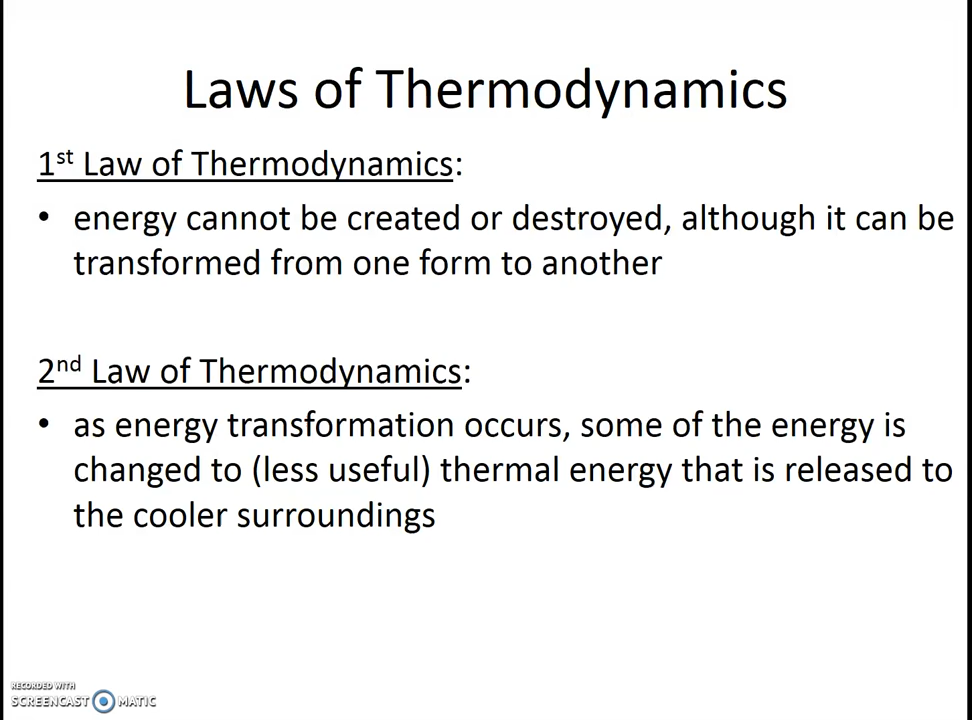 Laws of Thermodynamics
1st Law of Thermodynamics:
• energy cannot be created or destroyed, although it can be
transformed from one form to another
2nd Law of Thermodynamics:
• as energy transformation occurs, some of the energy is
changed to (less useful) thermal energy that is released to
the cooler surroundings
RECORDED WITH
SCREENCAST MATIC